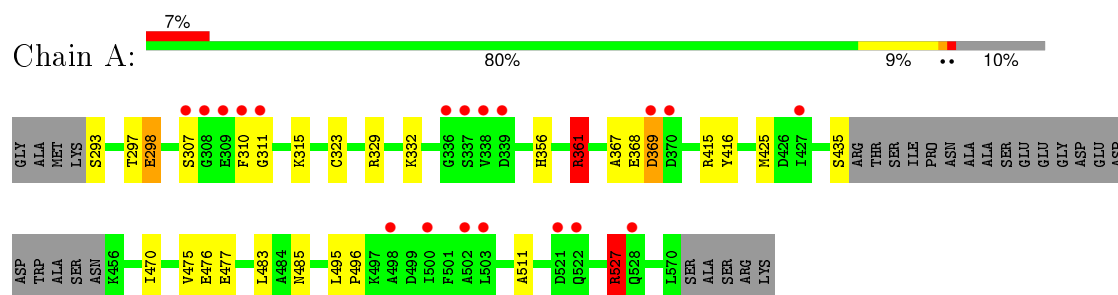 7%
Chain A:
80% 9% •• 10%
GLY ALA MET LYS S293 T297 E298 S307 G308 E309 F310 G311 K315 C323 R329 K332 G336 S337 V338 D339 H356 R361 A367 E368 D369 D370 R415 Y416 M425 D426 I427 S435 ARG THR SER ILE PRO ASN ALA ALA SER GLU GLU GLY ASP GLU ASP
ASP TRP ALA SER ASN K456 I470 V475 E476 E477 L483 A484 N485 L495 P496 K497 A498 D499 I500 F501 A502 L503 A511 D521 Q522 R527 Q528 L570 SER ALA SER ARG LYS